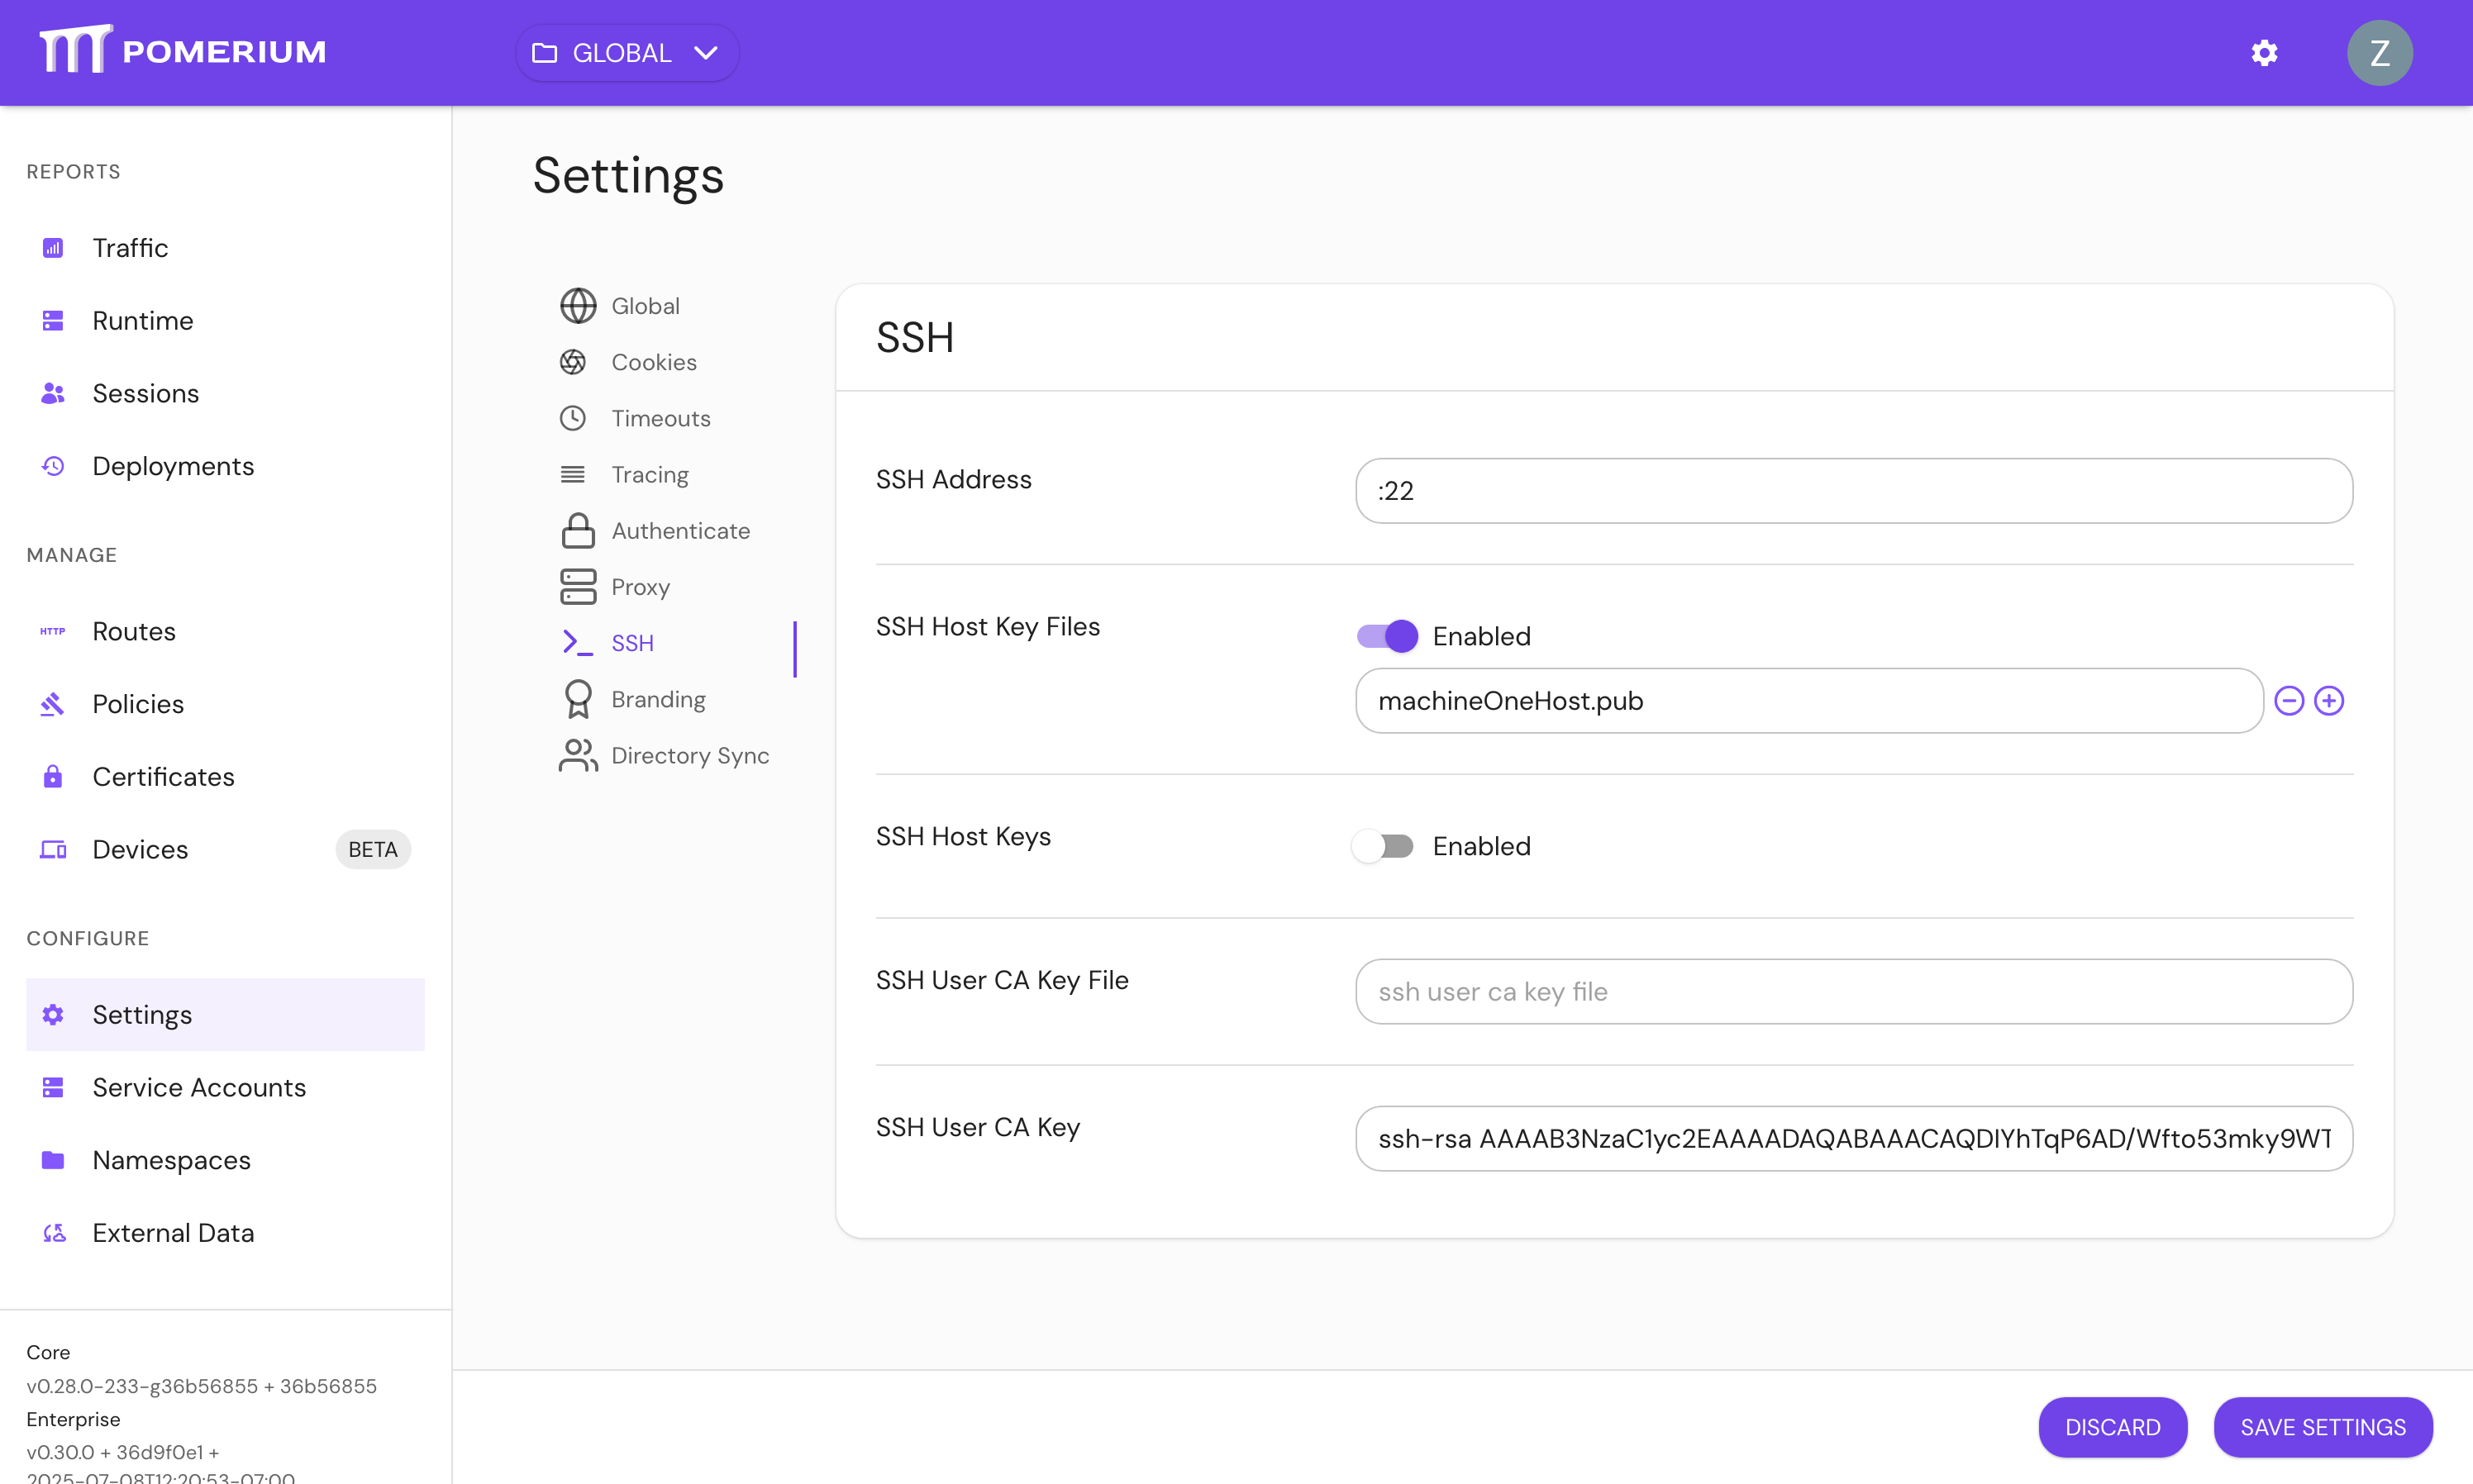 POMERIUM
GLOBAL
Z
REPORTS
Traffic
Runtime
Sessions
Deployments
MANAGE
HTTP
Routes
Policies
Certificates
Devices
BETA
CONFIGURE
Settings
Service Accounts
Namespaces
External Data
Core
v0.28.0-233-g36b56855 + 36b56855
Enterprise
v0.30.0 + 36d9f0e1 +
2025-07-08T12:20:53-07:00
Settings
Global
Cookies
Timeouts
Tracing
Authenticate
Proxy
SSH
Branding
Directory Sync
SSH
SSH Address
:22
SSH Host Key Files
Enabled
machineOneHost.pub
SSH Host Keys
Enabled
SSH User CA Key File
ssh user ca key file
SSH User CA Key
ssh-rsa AAAAB3NzaC1yc2EAAAADAQABAAACAQDIYhTqP6AD/Wfto53mky9WT
DISCARD
SAVE SETTINGS